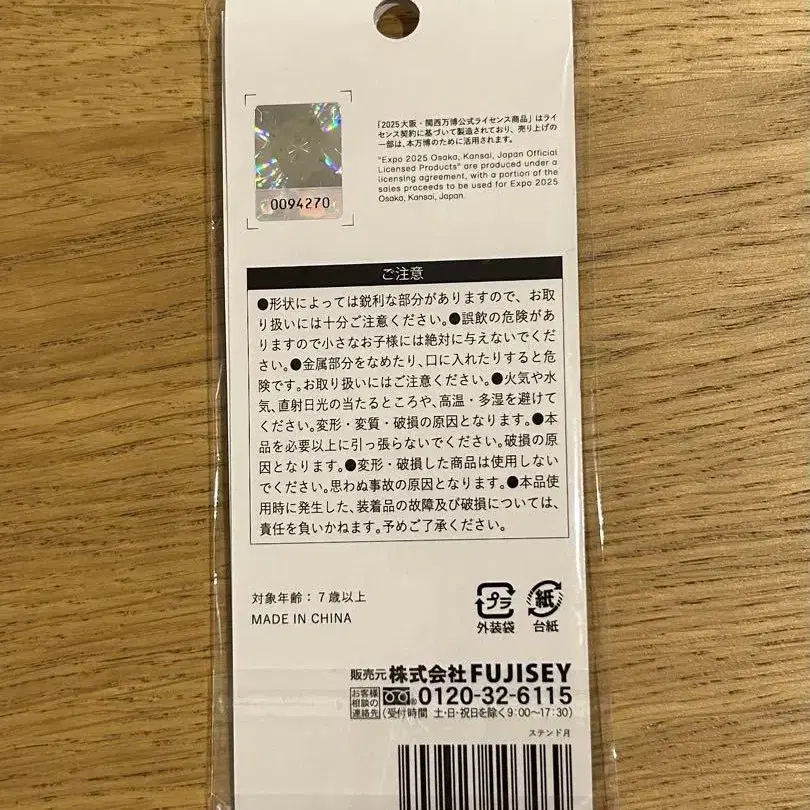 0094270
「2025大阪・関西万博公式ライセンス商品」はライ
センス契約に基づいて製造されており、売り上げの
一部は、本万博のために活用されます。
"Expo 2025 Osaka, Kansai, Japan Official
Licensed Products" are produced under a
licensing agreement, with a portion of the
sales proceeds to be used for Expo 2025
Osaka, Kansai, Japan.
ご注意
●形状によっては鋭利な部分がありますので、お取
り扱いには十分ご注意ください。●誤飲の危険があ
りますので小さなお子様には絶対に与えないでくだ
さい。●金属部分をなめたり、口に入れたりすると危
険です。お取り扱いにはご注意ください。●火気や水
気、直射日光の当たるところや、高温・多湿を避けて
ください。変形・変質・破損の原因となります。●本
品を必要以上に引っ張らないでください。破損の原
因となります。●変形・破損した商品は使用しない
でください。思わぬ事故の原因となります。●本品使
用時に発生した、装着品の故障及び破損については、
責任を負いかねます。予めご了承ください。
対象年齢：7歳以上
MADE IN CHINA
プラ
外装袋
紙
台紙
販売元 株式会社FUJISEY
お客様
相談の
連絡先
0120-32-6115
(受付時間 土・日・祝日を除く9:00〜17:30)
ステンド月